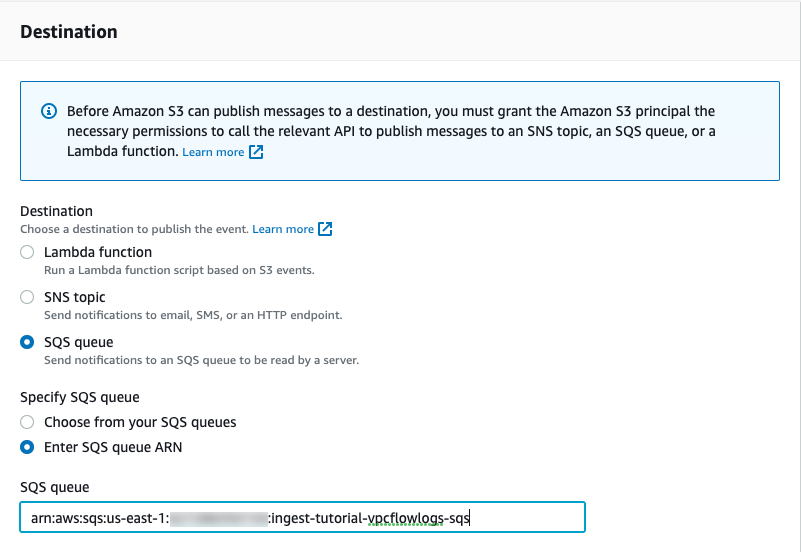 Destination
Before Amazon S3 can publish messages to a destination, you must grant the Amazon S3 principal the
necessary permissions to call the relevant API to publish messages to an SNS topic, an SQS queue, or a
Lambda function. Learn more
Destination
Choose a destination to publish the event. Learn more
Lambda function
Run a Lambda function script based on S3 events.
SNS topic
Send notifications to email, SMS, or an HTTP endpoint.
SQS queue
Send notifications to an SQS queue to be read by a server.
Specify SQS queue
Choose from your SQS queues
Enter SQS queue ARN
SQS queue
arn:aws:sqs:us-east-1: :ingest-tutorial-vpcflowlogs-sqs